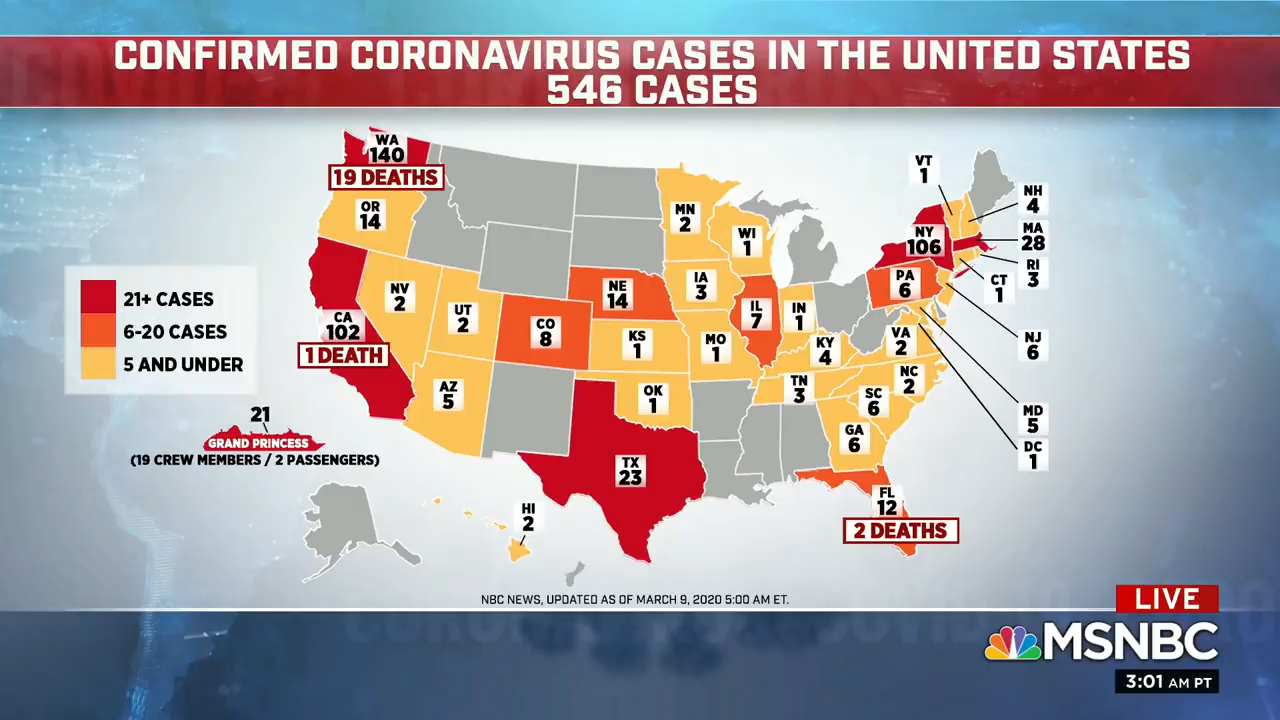 CONFIRMED CORONAVIRUS CASES IN THE UNITED STATES
546 CASES
WA
140
19 DEATHS
OR
14
CA
102
1 DEATH
NV
2
UT
2
AZ
5
CO
8
NE
14
KS
1
OK
1
TX
23
MN
2
IA
3
MO
1
WI
1
IL
7
IN
1
KY
4
TN
3
GA
6
SC
6
NC
2
VA
2
FL
12
2 DEATHS
PA
6
NY
106
VT
1
NH
4
MA
28
RI
3
CT
1
NJ
6
MD
5
DC
1
HI
2
21+ CASES
6-20 CASES
5 AND UNDER
21
GRAND PRINCESS
(19 CREW MEMBERS / 2 PASSENGERS)
NBC NEWS, UPDATED AS OF MARCH 9, 2020 5:00 AM ET.
LIVE
MSNBC
3:01 AM PT